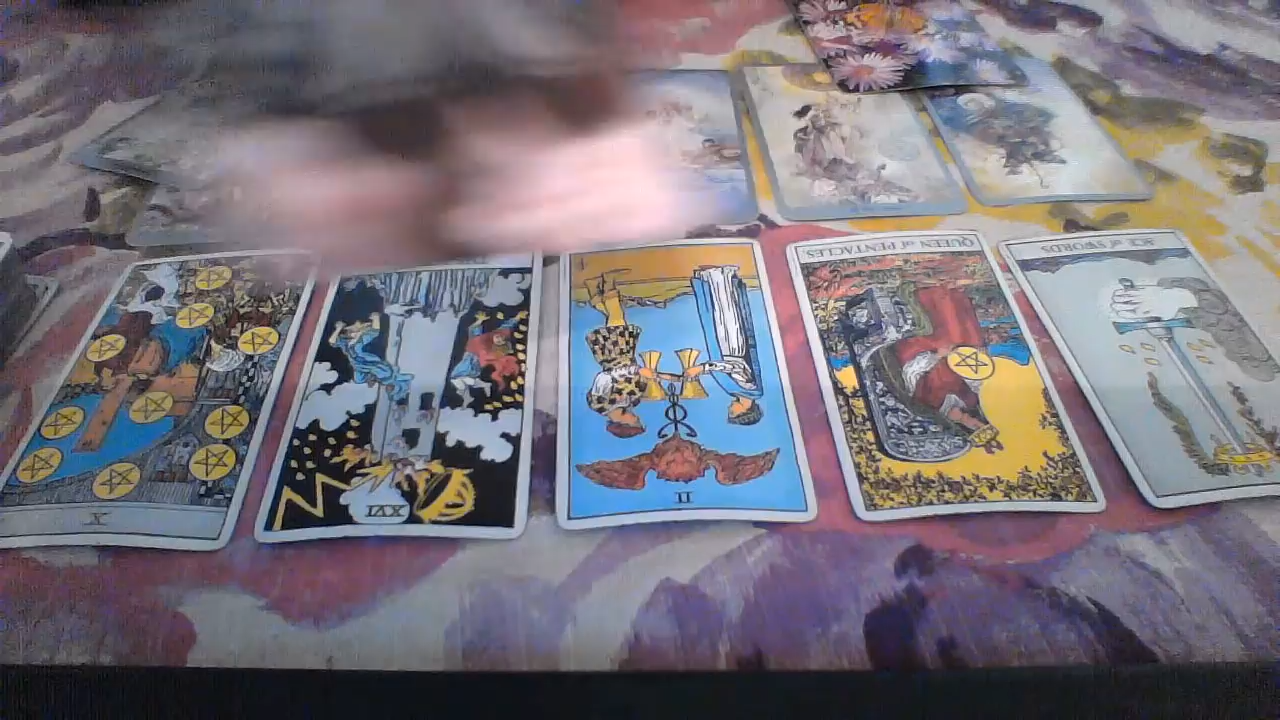 X
XVI
II
QUEEN of PENTACLES
ACE of SWORDS